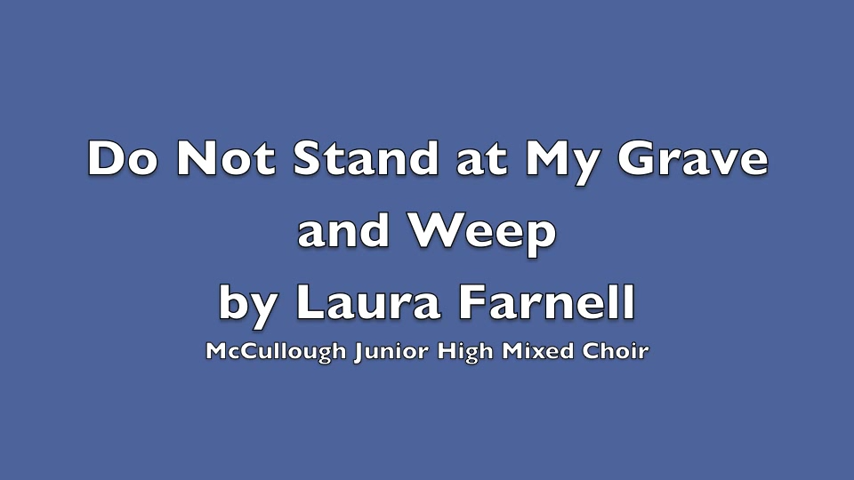 Do Not Stand at My Grave
and Weep
by Laura Farnell
McCullough Junior High Mixed Choir